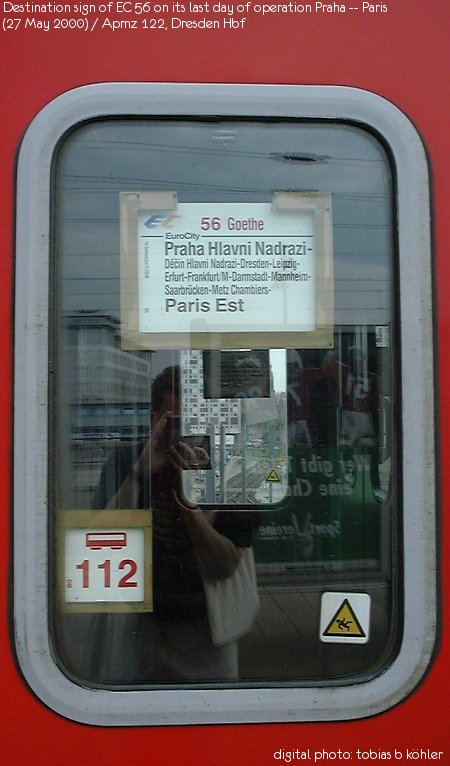 Destination sign of EC 56 on its last day of operation Praha -- Paris
(27 May 2000) / Apmz 122, Dresden Hbf
56 Goethe
EuroCity
Praha Hlavni Nadrazi-
Děčin Hlavni Nadrazi-Dresden-Leipzig-
Erfurt-Frankfurt/M-Darmstadt-Mannheim-
Saarbrücken-Metz Chambiers-
Paris Est
112
digital photo: tobias b köhler